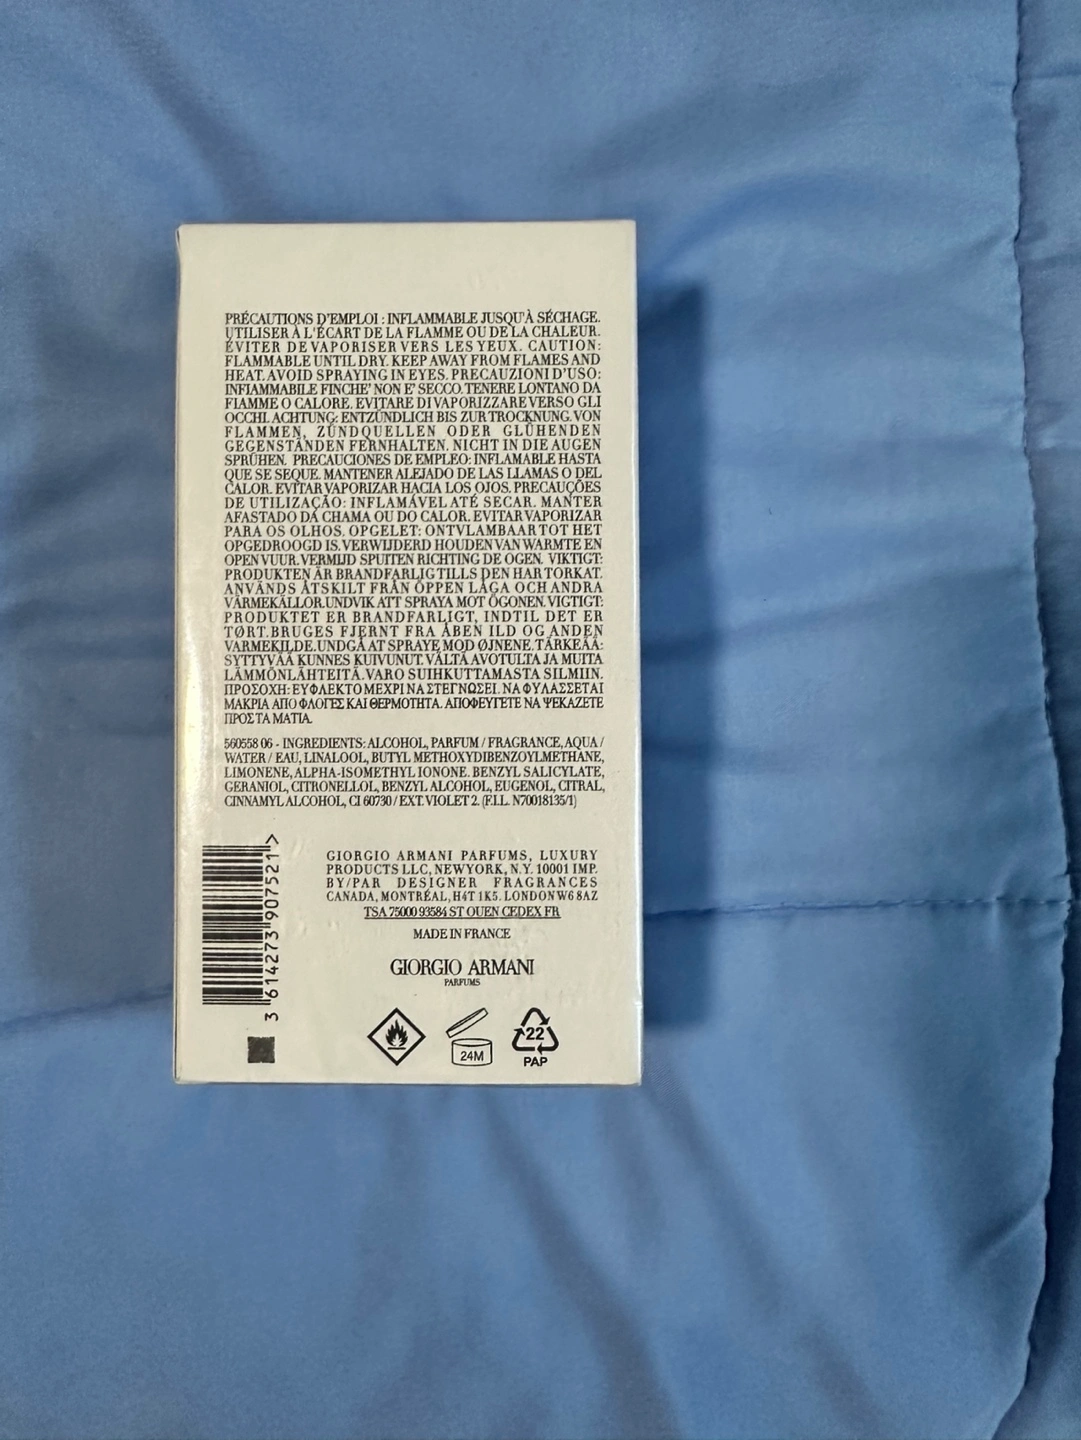 PRÉCAUTIONS D'EMPLOI : INFLAMMABLE JUSQU'À SÉCHAGE.
UTILISER À L'ÉCART DE LA FLAMME OU DE LA CHALEUR.
ÉVITER DE VAPORISER VERS LES YEUX. CAUTION:
FLAMMABLE UNTIL DRY. KEEP AWAY FROM FLAMES AND
HEAT. AVOID SPRAYING IN EYES. PRECAUZIONI D'USO:
INFIAMMABILE FINCHE' NON E' SECCO. TENERE LONTANO DA
FIAMME O CALORE. EVITARE DI VAPORIZZARE VERSO GLI
OCCHI. ACHTUNG: ENTZÜNDLICH BIS ZUR TROCKNUNG. VON
FLAMMEN, ZÜNDQUELLEN ODER GLÜHENDEN
GEGENSTÄNDEN FERNHALTEN. NICHT IN DIE AUGEN
SPRÜHEN. PRECAUCIONES DE EMPLEO: INFLAMABLE HASTA
QUE SE SEQUE. MANTENER ALEJADO DE LAS LLAMAS O DEL
CALOR. EVITAR VAPORIZAR HACIA LOS OJOS. PRECAUÇÕES
DE UTILIZAÇÃO: INFLAMÁVEL ATÉ SECAR. MANTER
AFASTADO DA CHAMA OU DO CALOR. EVITAR VAPORIZAR
PARA OS OLHOS. OPGELET: ONTVLAMBAAR TOT HET
OPGEDROOGD IS. VERWIJDERD HOUDEN VAN WARMTE EN
OPEN VUUR. VERMIJD SPUITEN RICHTING DE OGEN. VIKTIGT:
PRODUKTEN ÄR BRANDFARLIG TILLS DEN HAR TORKAT.
ANVÄNDS ÅTSKILT FRÅN ÖPPEN LÅGA OCH ANDRA
VÄRMEKÄLLOR. UNDVIK ATT SPRAYA MOT ÖGONEN. VIGTIGT:
PRODUKTET ER BRANDFARLIGT, INDTIL DET ER
TØRT. BRUGES FJERNT FRA ÅBEN ILD OG ANDEN
VARMEKILDE. UNDGÅ AT SPRAYE MOD ØJNENE. TÄRKEÄÄ:
SYTTYVÄÄ KUNNES KUIVUNUT. VÄLTÄ AVOTULTA JA MUITA
LÄMMÖNLÄHTEITÄ. VARO SUIHKUTTAMASTA SILMIIN.
ΠΡΟΣΟΧΗ: ΕΥΦΛΕΚΤΟ ΜΕΧΡΙ ΝΑ ΣΤΕΓΝΩΣΕΙ. ΝΑ ΦΥΛΑΣΣΕΤΑΙ
ΜΑΚΡΙΑ ΑΠΟ ΦΛΟΓΕΣ ΚΑΙ ΘΕΡΜΟΤΗΤΑ. ΑΠΟΦΕΥΓΕΤΕ ΝΑ ΨΕΚΑΖΕΤΕ
ΠΡΟΣ ΤΑ ΜΑΤΙΑ.
560558 06 - INGREDIENTS: ALCOHOL, PARFUM / FRAGRANCE, AQUA /
WATER / EAU, LINALOOL, BUTYL METHOXYDIBENZOYLMETHANE,
LIMONENE, ALPHA-ISOMETHYL IONONE. BENZYL SALICYLATE,
GERANIOL, CITRONELLOL, BENZYL ALCOHOL, EUGENOL, CITRAL,
CINNAMYL ALCOHOL, CI 60730 / EXT. VIOLET 2. (F.I.L. N70018135/1)
3 614273 907521 >
GIORGIO ARMANI PARFUMS, LUXURY
PRODUCTS LLC, NEW YORK, N.Y. 10001 IMP.
BY/PAR DESIGNER FRAGRANCES
CANADA, MONTRÉAL, H4T 1K5. LONDON W6 8AZ
TSA 75000 93584 ST OUEN CEDEX FR
MADE IN FRANCE
GIORGIO ARMANI
PARFUMS
24M
22
PAP